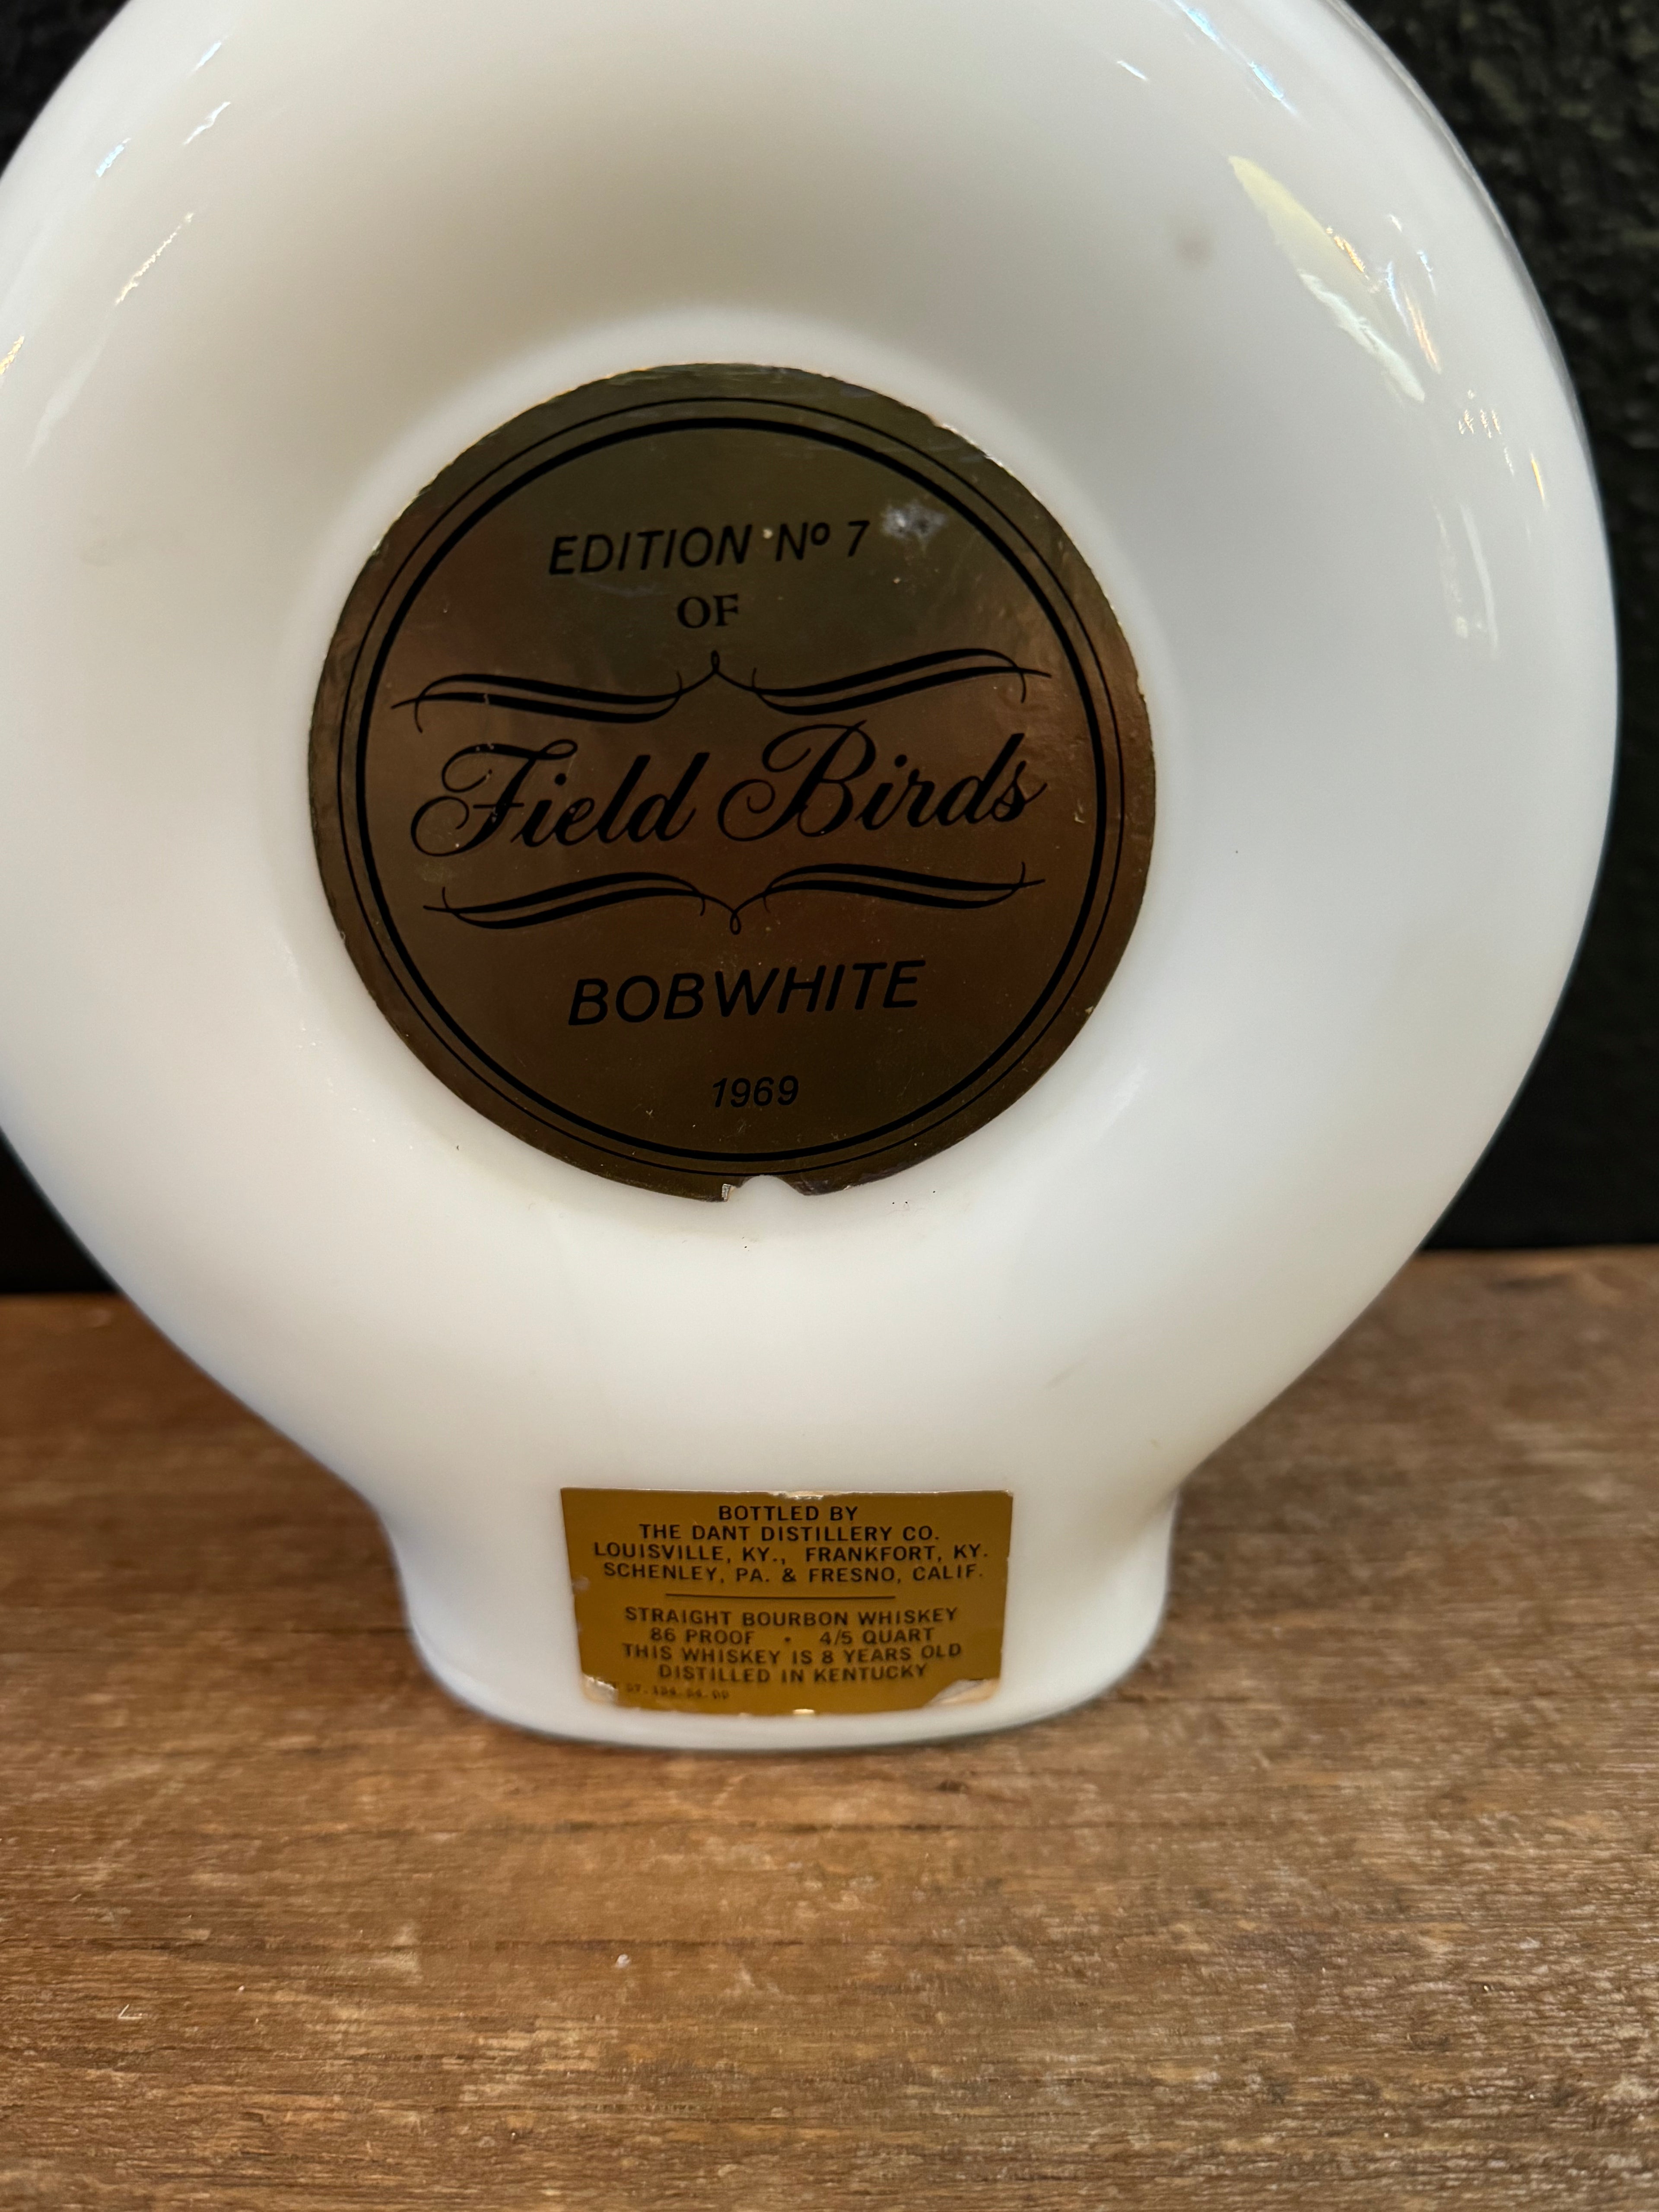 EDITION Nº 7
OF
Field Birds
BOBWHITE
1969
BOTTLED BY
THE DANT DISTILLERY CO.
LOUISVILLE, KY., FRANKFORT, KY.
SCHENLEY, PA. & FRESNO, CALIF.
STRAIGHT BOURBON WHISKEY
86 PROOF • 4/5 QUART
THIS WHISKEY IS 8 YEARS OLD
DISTILLED IN KENTUCKY